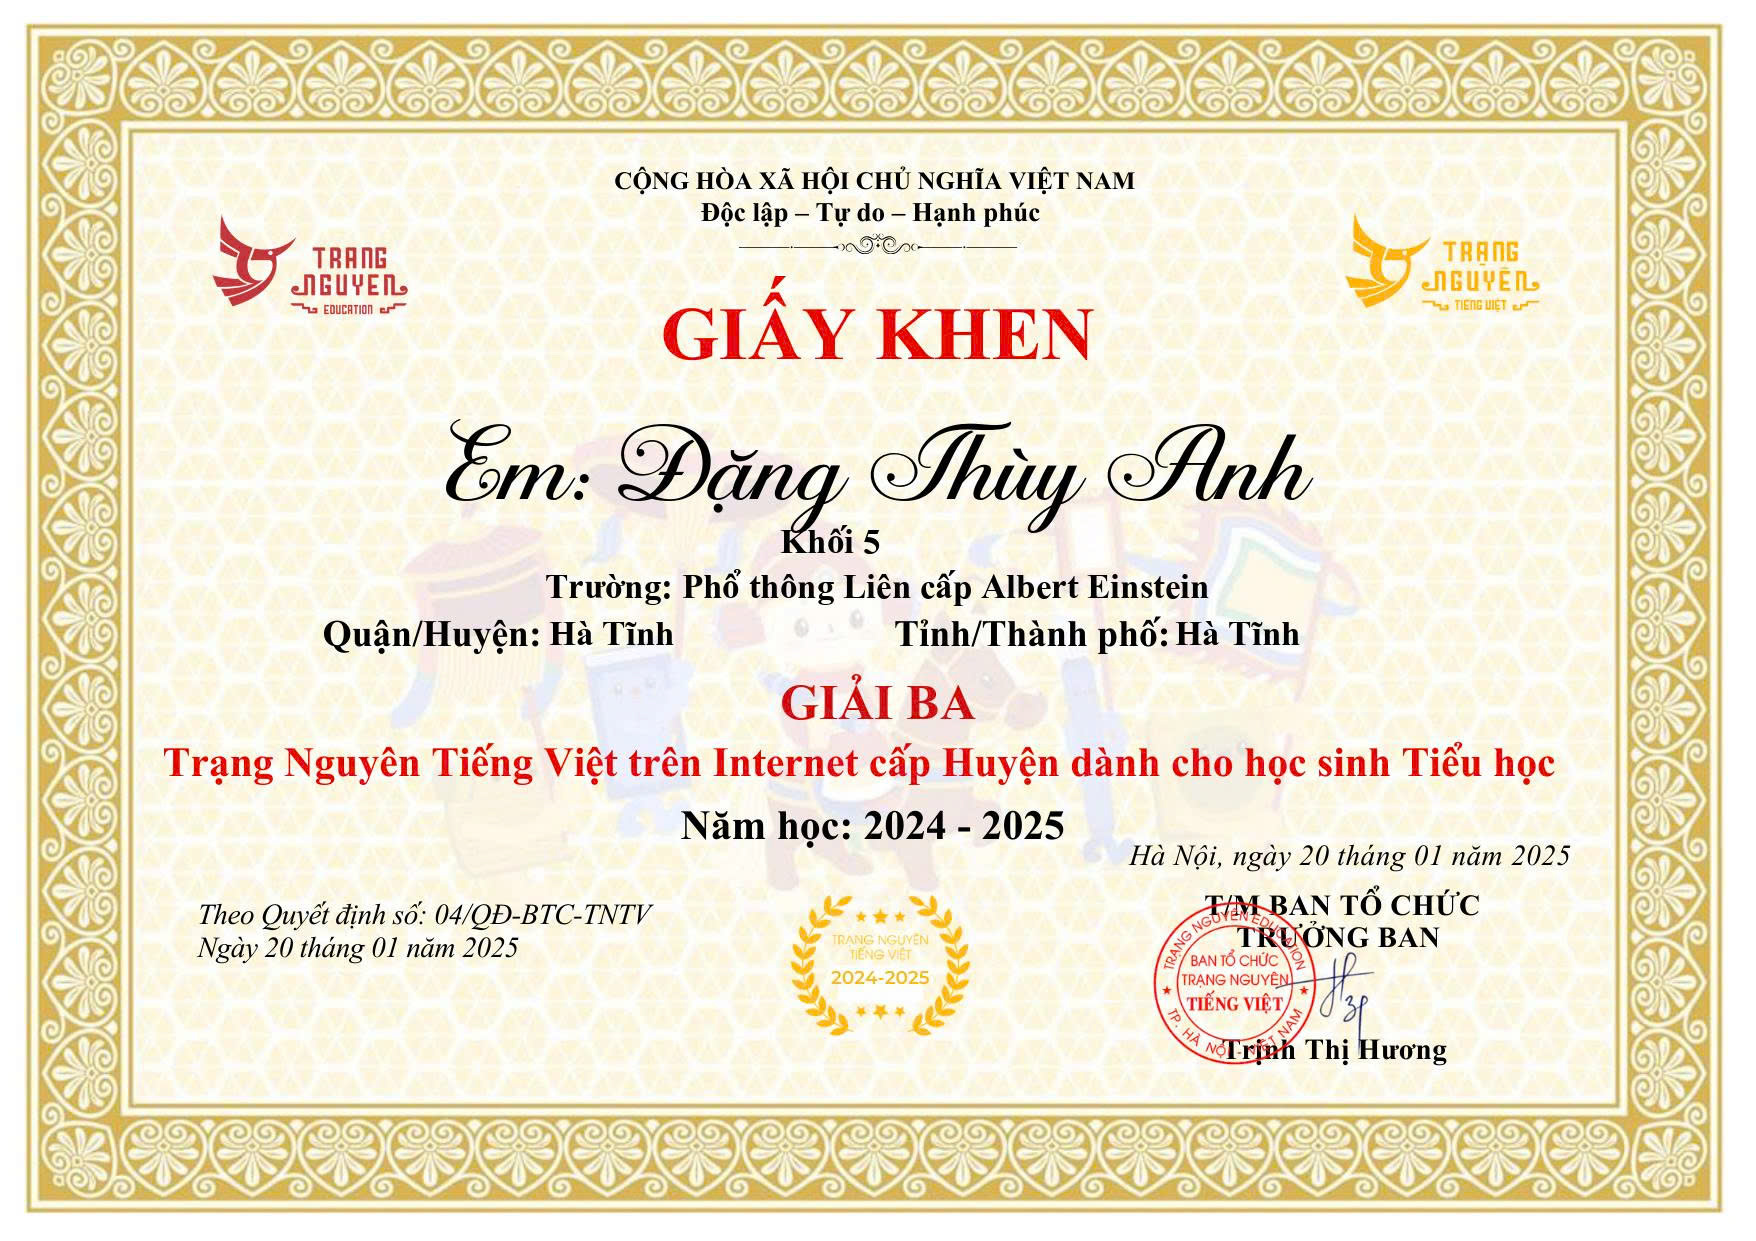 CỘNG HÒA XÃ HỘI CHỦ NGHĨA VIỆT NAM
Độc lập – Tự do – Hạnh phúc
TRẠNG
NGUYEN
EDUCATION
TRẠNG
NGUYÊN
TIẾNG VIỆT
GIẤY KHEN
Em: Đặng Thùy Anh
Khối 5
Trường: Phổ thông Liên cấp Albert Einstein
Quận/Huyện: Hà Tĩnh Tỉnh/Thành phố: Hà Tĩnh
GIẢI BA
Trạng Nguyên Tiếng Việt trên Internet cấp Huyện dành cho học sinh Tiểu học
Năm học: 2024 - 2025
Hà Nội, ngày 20 tháng 01 năm 2025
Theo Quyết định số: 04/QĐ-BTC-TNTV
Ngày 20 tháng 01 năm 2025
TRẠNG NGUYÊN
TIẾNG VIỆT
2024-2025
T/M BAN TỔ CHỨC
TRƯỞNG BAN
TRẠNG NGUYÊN EDUCATION
BAN TỔ CHỨC
TRẠNG NGUYÊN
TIẾNG VIỆT
TP. HÀ NỘI - VIỆT NAM
Trịnh Thị Hương